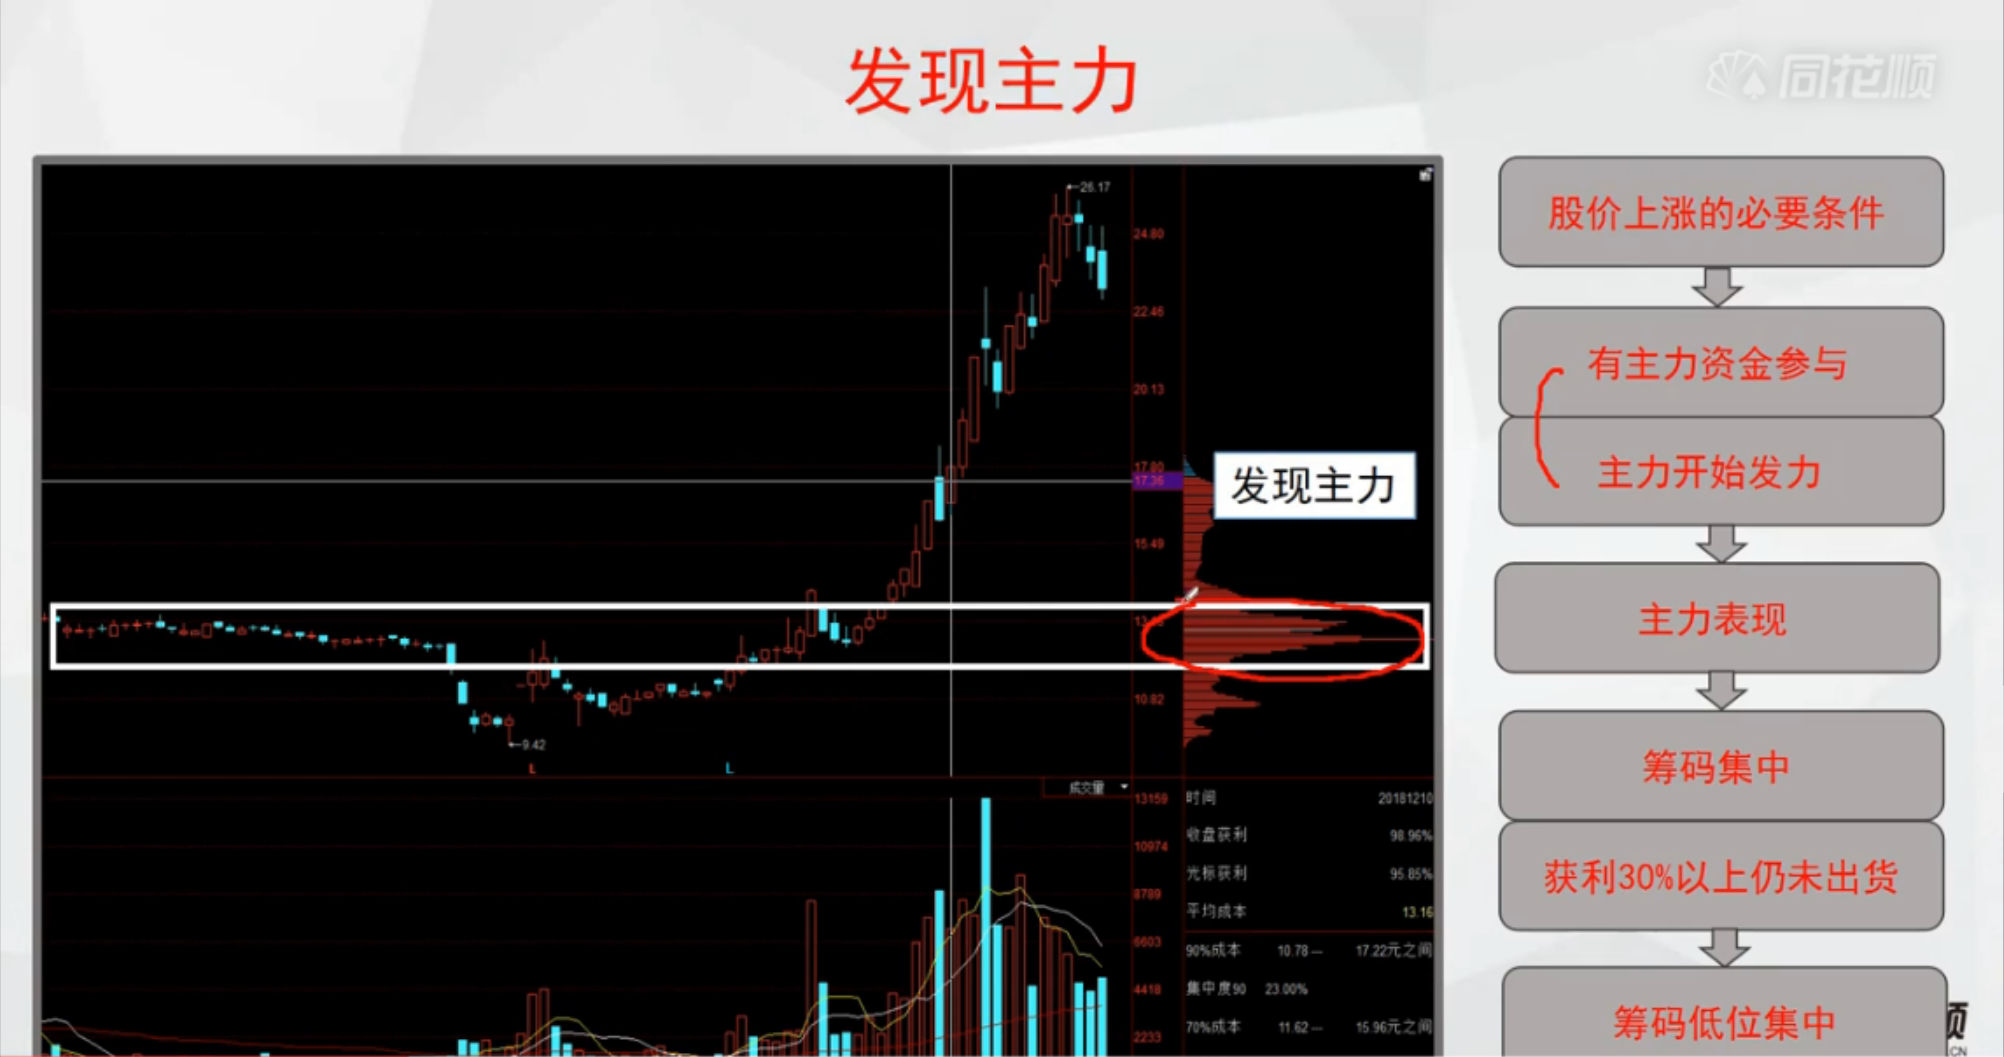 发现主力
同花顺
股价上涨的必要条件
有主力资金参与
主力开始发力
主力表现
筹码集中
获利30%以上仍未出货
筹码低位集中
发现主力
←26.17
24.80
22.46
20.13
17.80
17.36
15.49
10.82
←9.42
L
L
成交量
13159
10974
8789
6603
4418
2233
时间 20181210
收盘获利 98.96%
光标获利 95.85%
平均成本 13.16
90%成本 10.78— 17.22元之间
集中度90 23.00%
70%成本 11.62— 15.96元之间
顺
CN